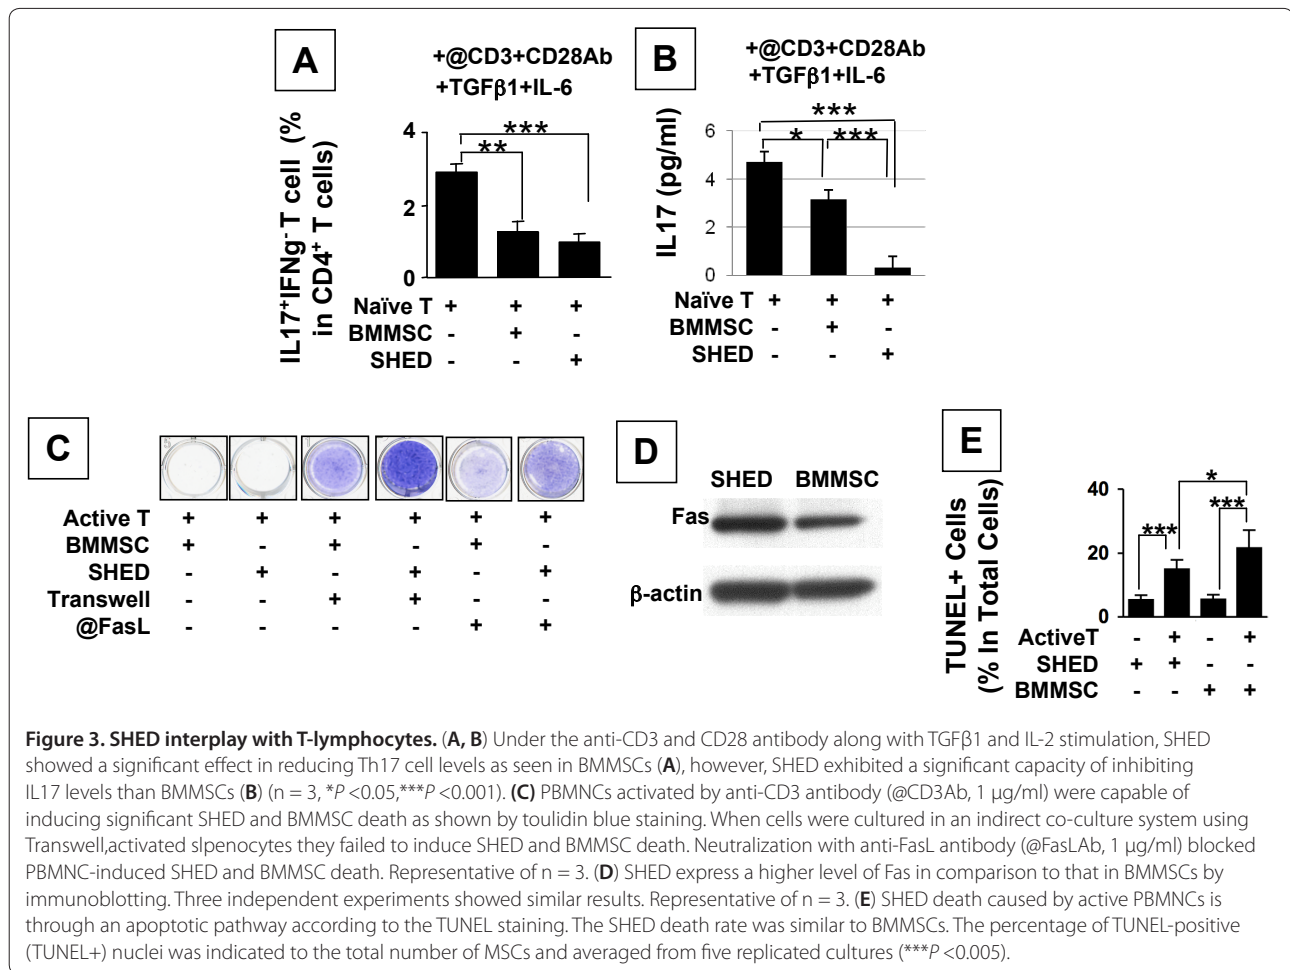 A
+@CD3+CD28Ab
+TGFβ1+IL-6
IL17+IFNg- T cell (%
in CD4+ T cells)
4
2
0
***
**
Naïve T + + +
BMMSC - + -
SHED - - +
B
+@CD3+CD28Ab
+TGFβ1+IL-6
IL17 (pg/ml)
6
4
2
0
***
* ***
Naïve T + + +
BMMSC - + -
SHED - - +
C
Active T + + + + + +
BMMSC + - + - + -
SHED - + - + - +
Transwell - - + + - -
@FasL - - - - + +
D
SHED BMMSC
Fas
β-actin
E
TUNEL+ Cells
(% In Total Cells)
40
20
0
*
*** ***
ActiveT - + - +
SHED + + - -
BMMSC - - + +
Figure 3. SHED interplay with T-lymphocytes. (A, B) Under the anti-CD3 and CD28 antibody along with TGFβ1 and IL-2 stimulation, SHED
showed a significant effect in reducing Th17 cell levels as seen in BMMSCs (A), however, SHED exhibited a significant capacity of inhibiting
IL17 levels than BMMSCs (B) (n = 3, *P <0.05,***P <0.001). (C) PBMNCs activated by anti-CD3 antibody (@CD3Ab, 1 µg/ml) were capable of
inducing significant SHED and BMMSC death as shown by toulidin blue staining. When cells were cultured in an indirect co-culture system using
Transwell,activated slpenocytes they failed to induce SHED and BMMSC death. Neutralization with anti-FasL antibody (@FasLAb, 1 µg/ml) blocked
PBMNC-induced SHED and BMMSC death. Representative of n = 3. (D) SHED express a higher level of Fas in comparison to that in BMMSCs by
immunoblotting. Three independent experiments showed similar results. Representative of n = 3. (E) SHED death caused by active PBMNCs is
through an apoptotic pathway according to the TUNEL staining. The SHED death rate was similar to BMMSCs. The percentage of TUNEL-positive
(TUNEL+) nuclei was indicated to the total number of MSCs and averaged from five replicated cultures (***P <0.005).